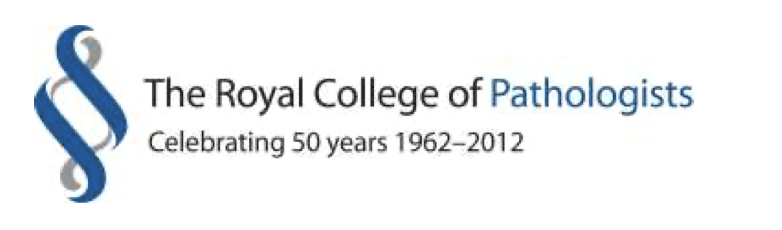 The Royal College of Pathologists
Celebrating 50 years 1962–2012